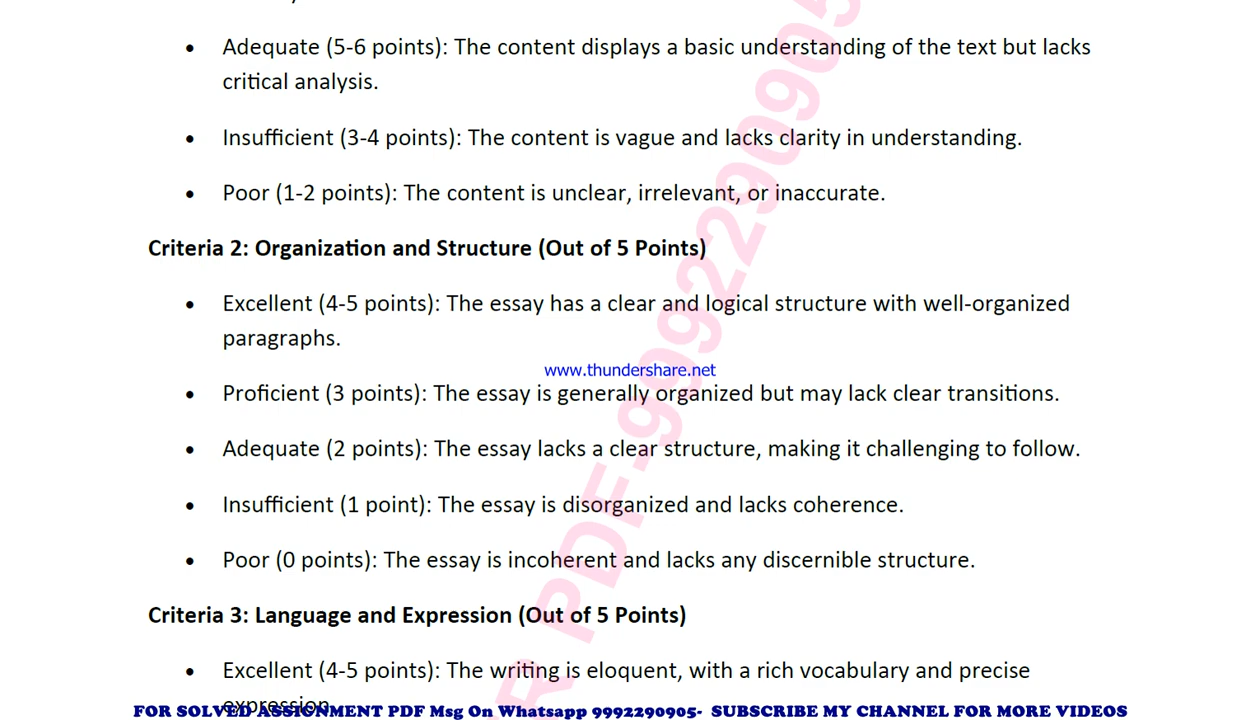 • Adequate (5-6 points): The content displays a basic understanding of the text but lacks
critical analysis.
• Insufficient (3-4 points): The content is vague and lacks clarity in understanding.
• Poor (1-2 points): The content is unclear, irrelevant, or inaccurate.
Criteria 2: Organization and Structure (Out of 5 Points)
• Excellent (4-5 points): The essay has a clear and logical structure with well-organized
paragraphs.
www.thundershare.net
• Proficient (3 points): The essay is generally organized but may lack clear transitions.
• Adequate (2 points): The essay lacks a clear structure, making it challenging to follow.
• Insufficient (1 point): The essay is disorganized and lacks coherence.
• Poor (0 points): The essay is incoherent and lacks any discernible structure.
Criteria 3: Language and Expression (Out of 5 Points)
• Excellent (4-5 points): The writing is eloquent, with a rich vocabulary and precise
expression.
FOR SOLVED ASSIGNMENT PDF Msg On Whatsapp 9992290905- SUBSCRIBE MY CHANNEL FOR MORE VIDEOS
R PDF-9992290905